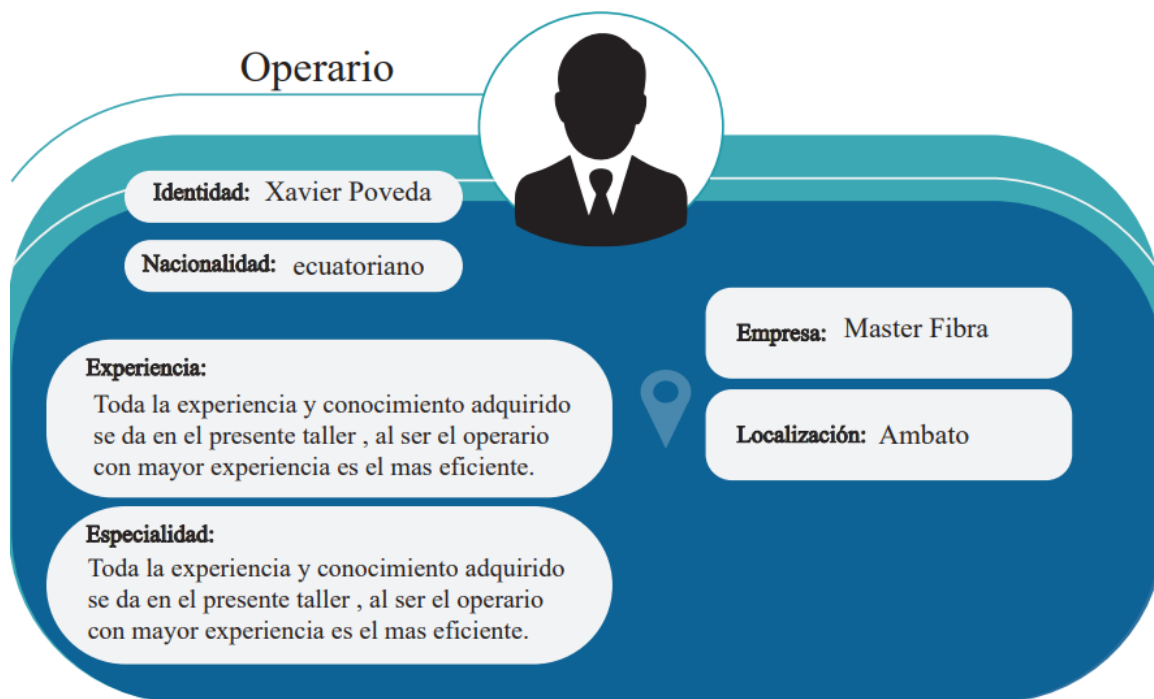 Operario
Identidad: Xavier Poveda
Nacionalidad: ecuatoriano
Experiencia:
Toda la experiencia y conocimiento adquirido
se da en el presente taller , al ser el operario
con mayor experiencia es el mas eficiente.
Especialidad:
Toda la experiencia y conocimiento adquirido
se da en el presente taller , al ser el operario
con mayor experiencia es el mas eficiente.
Empresa: Master Fibra
Localización: Ambato